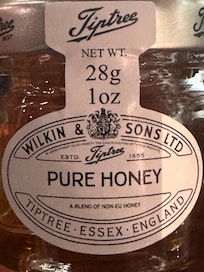 Tiptree
NET WT.
28g
1oz
WILKIN & SONS LTD
ESTD. Tiptree 1885
PURE HONEY
A BLEND OF NON-EU HONEY
TIPTREE · ESSEX · ENGLAND